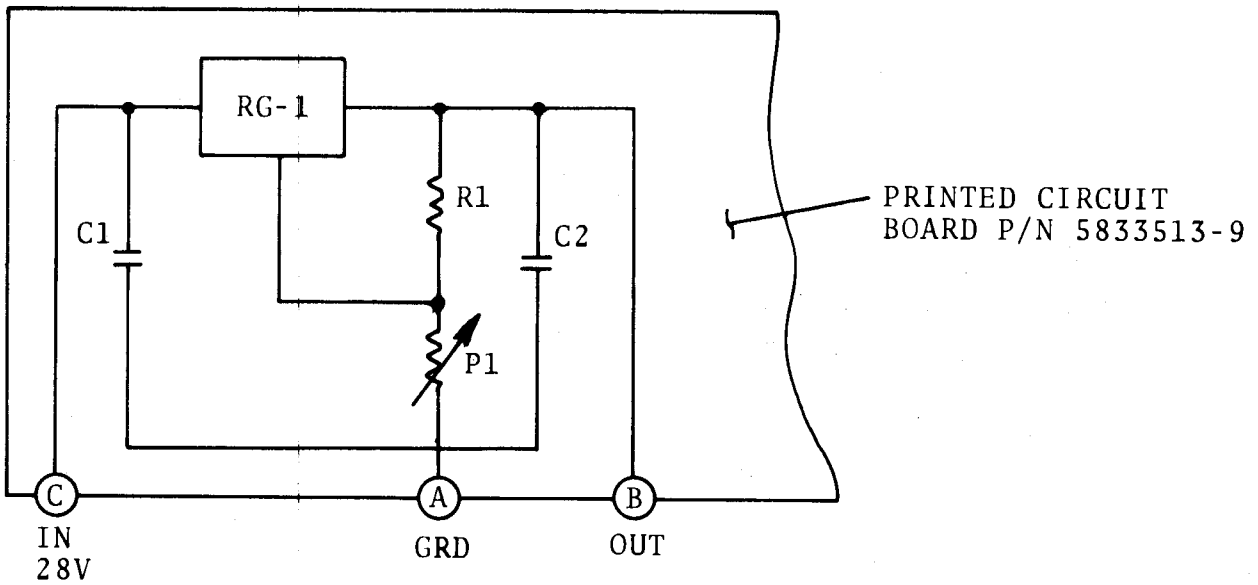 RG-1
R1
C1
C2
P1
PRINTED CIRCUIT
BOARD P/N 5833513-9
C
A
B
IN
28V
GRD
OUT